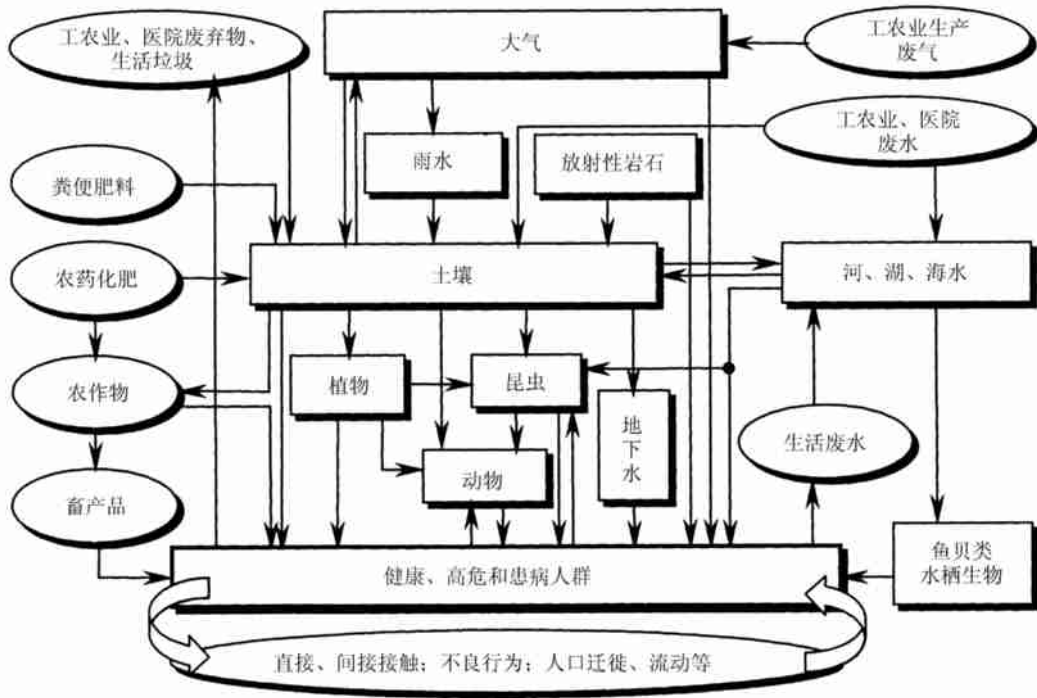 工农业、医院废弃物、
生活垃圾
大气
工农业生产
废气
工农业、医院
废水
雨水
放射性岩石
粪便肥料
农药化肥
土壤
河、湖、海水
农作物
植物
昆虫
地
下
水
生活废水
动物
畜产品
健康、高危和患病人群
鱼贝类
水栖生物
直接、间接接触；不良行为；人口迁徙、流动等